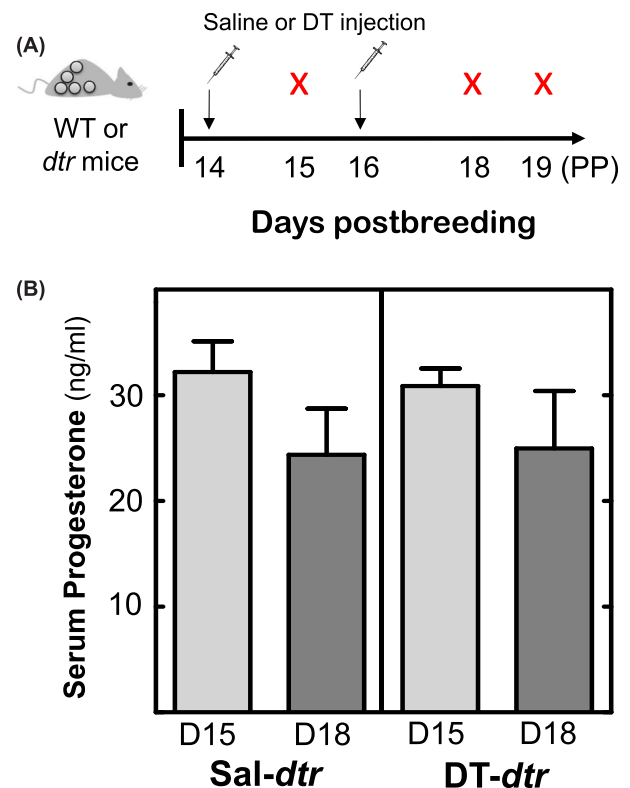 Saline or DT injection
(A)
X X X
WT or
dtr mice
14 15 16 18 19 (PP)
Days postbreeding
(B)
Serum Progesterone (ng/ml)
30
20
10
D15 D18 D15 D18
Sal-dtr DT-dtr